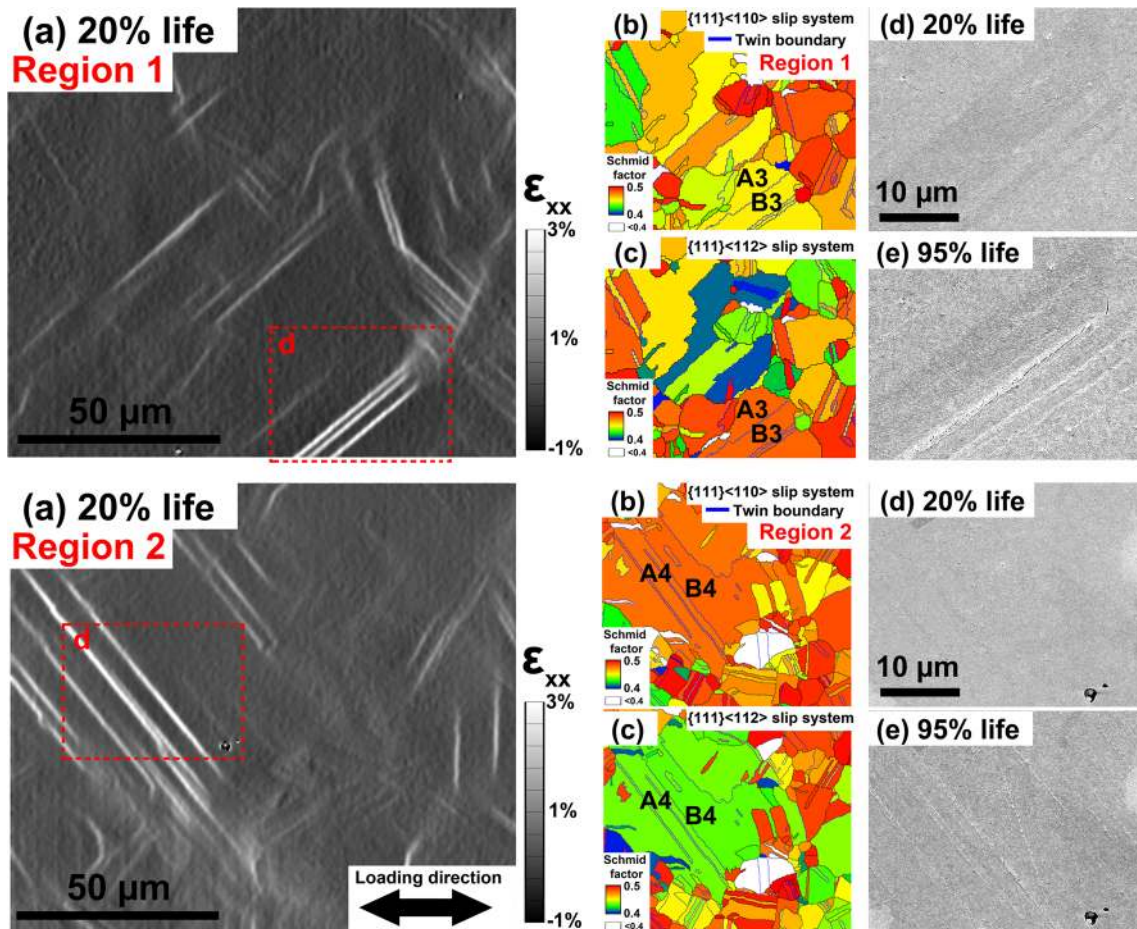 (a) 20% life
Region 1
d
50 μm
εxx
3%
1%
-1%
(b)
{111}<110> slip system
Twin boundary
Region 1
Schmid factor
0.5
0.4
<0.4
A3
B3
(c)
{111}<112> slip system
Schmid factor
0.5
0.4
<0.4
A3
B3
(d) 20% life
10 μm
(e) 95% life
(a) 20% life
Region 2
d
50 μm
Loading direction
εxx
3%
1%
-1%
(b)
{111}<110> slip system
Twin boundary
Region 2
A4
B4
Schmid factor
0.5
0.4
<0.4
(c)
{111}<112> slip system
A4
B4
Schmid factor
0.5
0.4
<0.4
(d) 20% life
10 μm
(e) 95% life